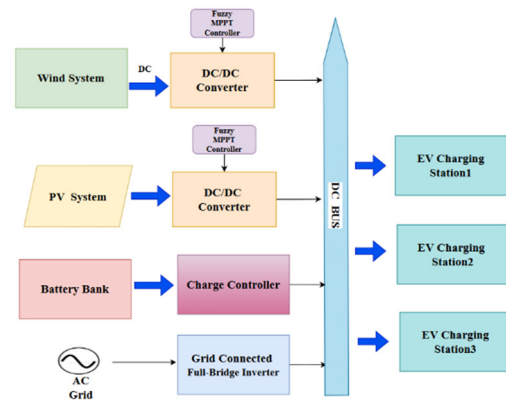 Fuzzy
MPPT
Controller
Wind System
DC
DC/DC
Converter
Fuzzy
MPPT
Controller
PV System
DC/DC
Converter
Battery Bank
Charge Controller
AC
Grid
Grid Connected
Full-Bridge Inverter
DC BUS
EV Charging
Station1
EV Charging
Station2
EV Charging
Station3